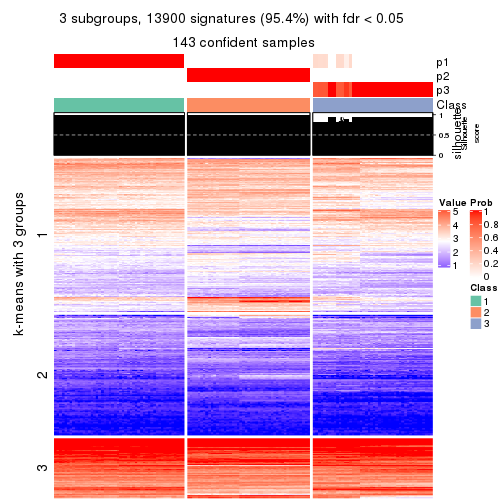 3 subgroups, 13900 signatures (95.4%) with fdr < 0.05
143 confident samples
p1
p2
p3
Class
1
0.5
0
silhouette
Silhouette
score
k-means with 3 groups
1
2
3
Value
5
4
3
2
1
Prob
1
0.8
0.6
0.4
0.2
0
Class
1
2
3